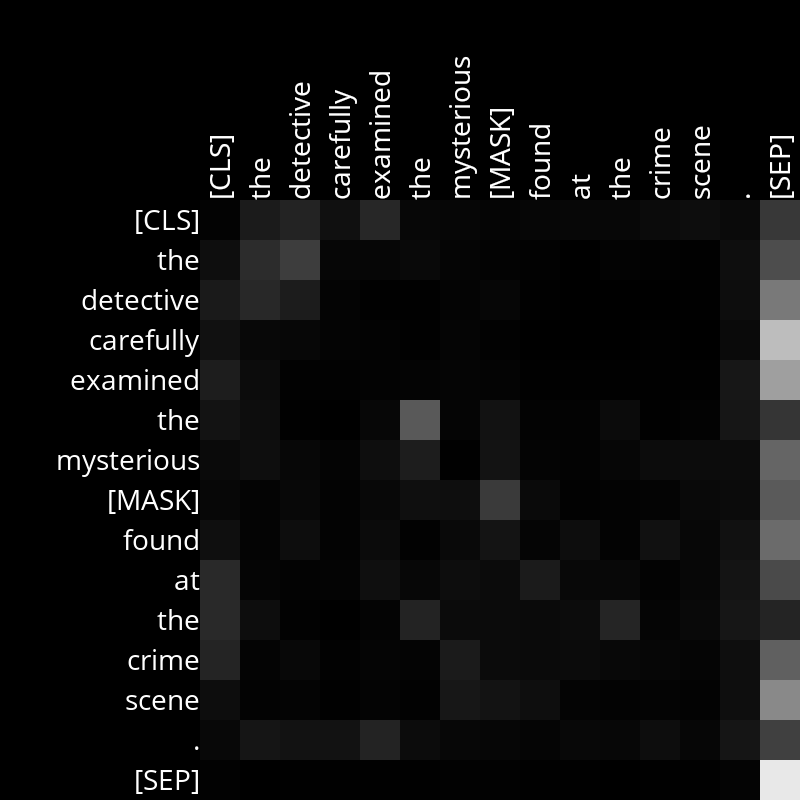 [CLS]
the
detective
carefully
examined
the
mysterious
[MASK]
found
at
the
crime
scene
.
[SEP]
[CLS]
the
detective
carefully
examined
the
mysterious
[MASK]
found
at
the
crime
scene
.
[SEP]